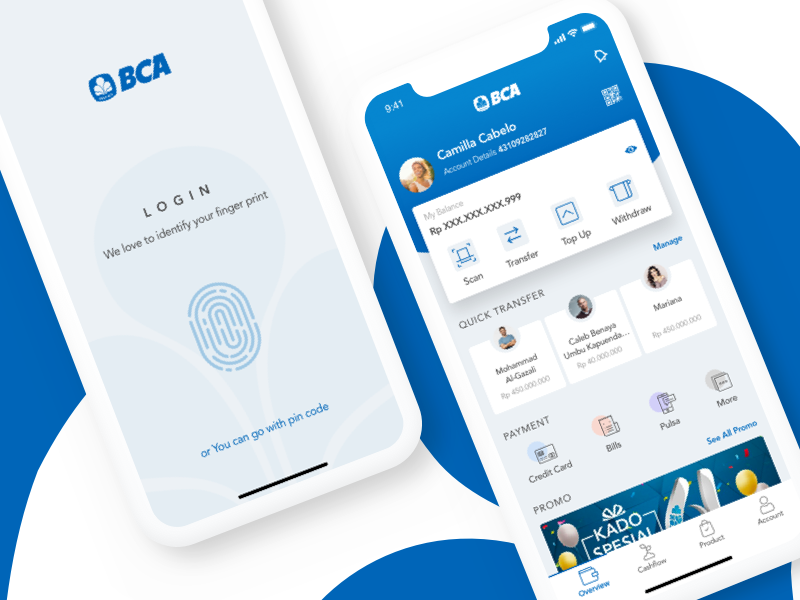 BCA
LOGIN
We love to identify your finger print
or You can go with pin code
9:41
BCA
Camilla Cabelo
Account Details 43109282827
My Balance
Rp XXX.XXX.XXX.999
Scan
Transfer
Top Up
Withdraw
QUICK TRANSFER
Manage
Mohammad
Al-Gazali
Rp 450.000.000
Caleb Benaya
Umbu Kapuenda...
Rp 40.000.000
Mariana
Rp 450.000.000
PAYMENT
Credit Card
Bills
Pulsa
More
PROMO
See All Promo
KADO
SPESIAL
Overview
Cashflow
Product
Account